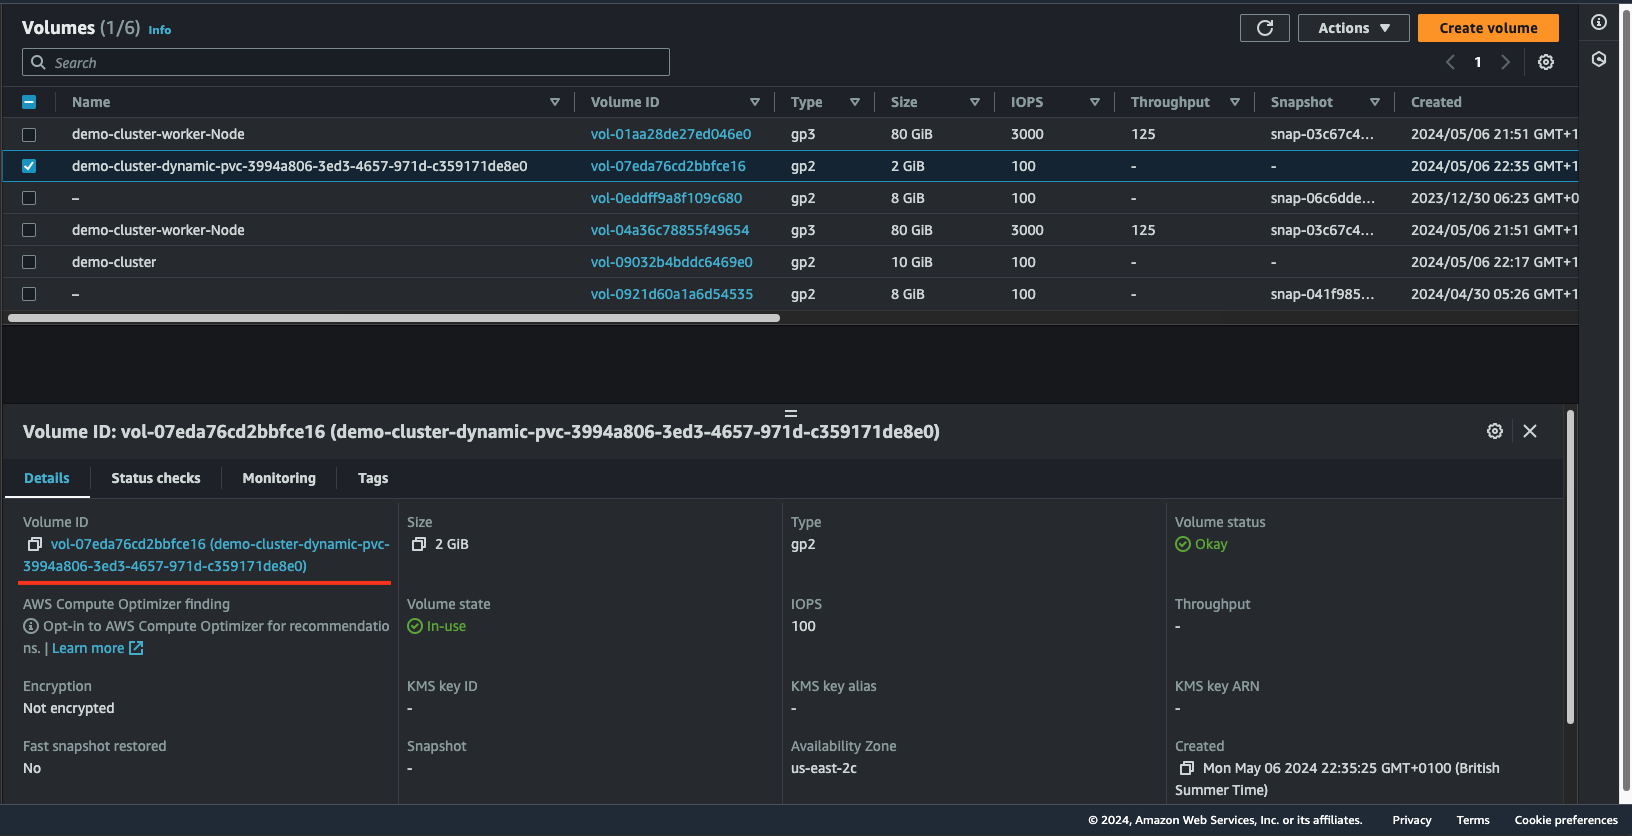 Volumes (1/6) Info
Actions
Create volume
Search
1
Name Volume ID Type Size IOPS Throughput Snapshot Created
demo-cluster-worker-Node vol-01aa28de27ed046e0 gp3 80 GiB 3000 125 snap-03c67c4... 2024/05/06 21:51 GMT+1
demo-cluster-dynamic-pvc-3994a806-3ed3-4657-971d-c359171de8e0 vol-07eda76cd2bbfce16 gp2 2 GiB 100 - - 2024/05/06 22:35 GMT+1
– vol-0eddff9a8f109c680 gp2 8 GiB 100 - snap-06c6dde... 2023/12/30 06:23 GMT+0
demo-cluster-worker-Node vol-04a36c78855f49654 gp3 80 GiB 3000 125 snap-03c67c4... 2024/05/06 21:51 GMT+1
demo-cluster vol-09032b4bddc6469e0 gp2 10 GiB 100 - - 2024/05/06 22:17 GMT+1
– vol-0921d60a1a6d54535 gp2 8 GiB 100 - snap-041f985... 2024/04/30 05:26 GMT+1
Volume ID: vol-07eda76cd2bbfce16 (demo-cluster-dynamic-pvc-3994a806-3ed3-4657-971d-c359171de8e0)
Details Status checks Monitoring Tags
Volume ID
vol-07eda76cd2bbfce16 (demo-cluster-dynamic-pvc-
3994a806-3ed3-4657-971d-c359171de8e0)
Size
2 GiB
Type
gp2
Volume status
Okay
AWS Compute Optimizer finding
Opt-in to AWS Compute Optimizer for recommendatio
ns. | Learn more
Volume state
In-use
IOPS
100
Throughput
-
Encryption
Not encrypted
KMS key ID
-
KMS key alias
-
KMS key ARN
-
Fast snapshot restored
No
Snapshot
-
Availability Zone
us-east-2c
Created
Mon May 06 2024 22:35:25 GMT+0100 (British
Summer Time)
© 2024, Amazon Web Services, Inc. or its affiliates. Privacy Terms Cookie preferences